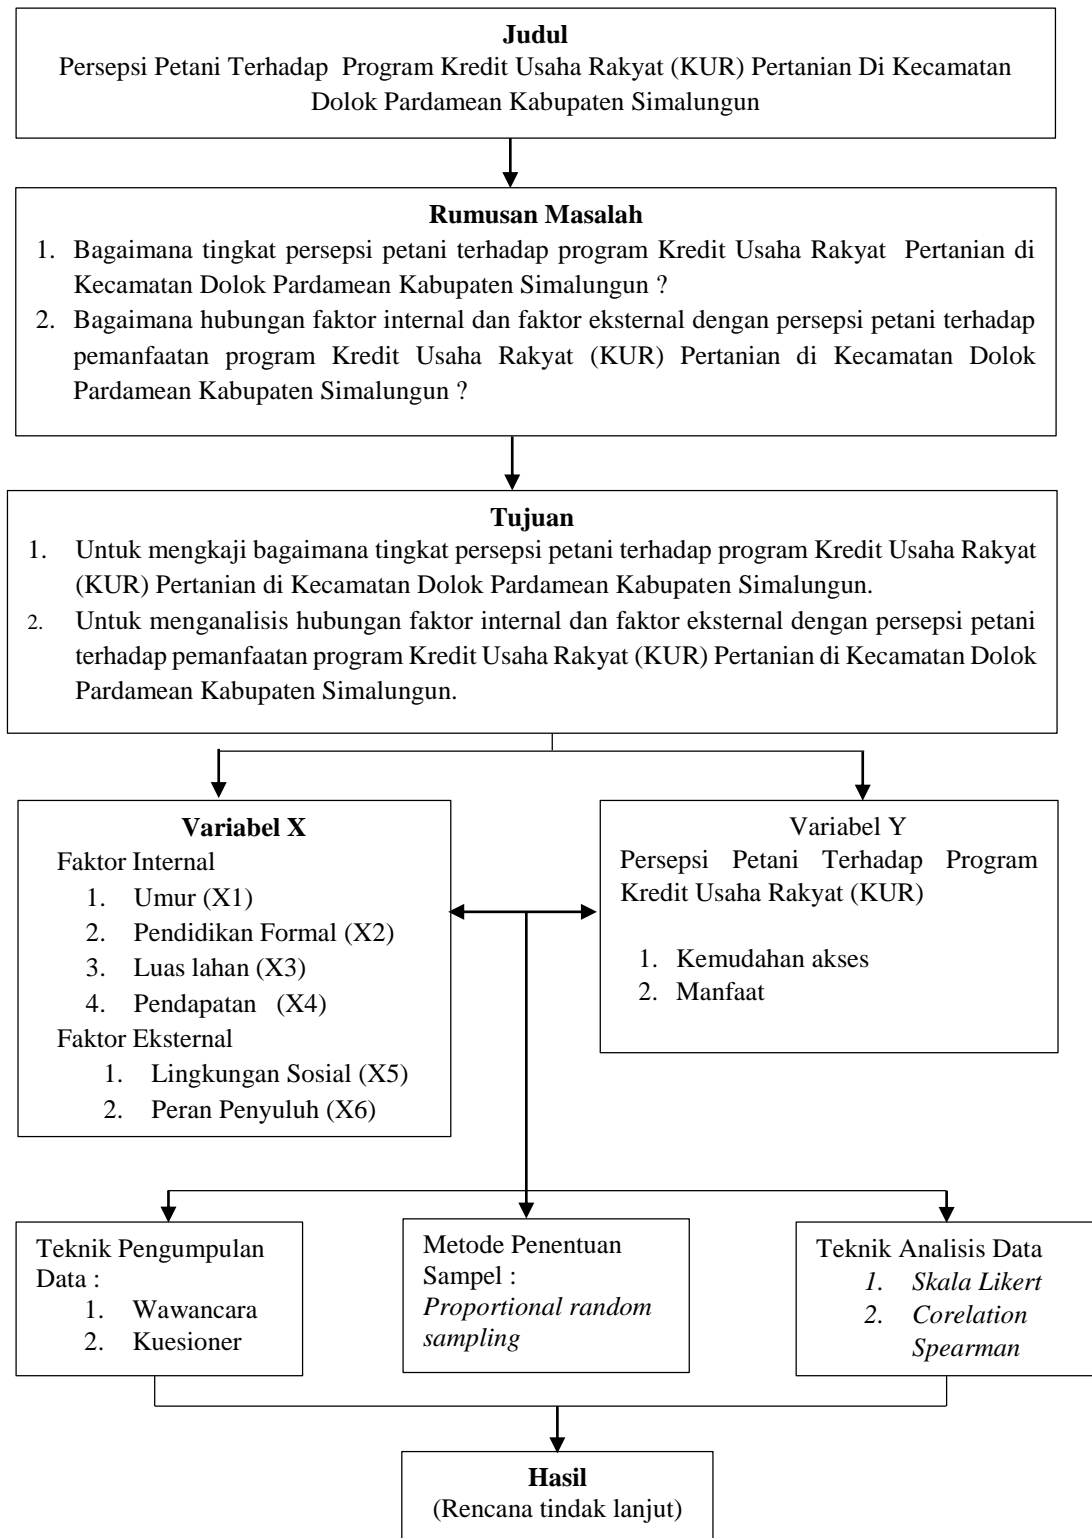 Judul
Persepsi Petani Terhadap Program Kredit Usaha Rakyat (KUR) Pertanian Di Kecamatan
Dolok Pardamean Kabupaten Simalungun
Rumusan Masalah
1. Bagaimana tingkat persepsi petani terhadap program Kredit Usaha Rakyat Pertanian di
Kecamatan Dolok Pardamean Kabupaten Simalungun ?
2. Bagaimana hubungan faktor internal dan faktor eksternal dengan persepsi petani terhadap
pemanfaatan program Kredit Usaha Rakyat (KUR) Pertanian di Kecamatan Dolok
Pardamean Kabupaten Simalungun ?
Tujuan
1. Untuk mengkaji bagaimana tingkat persepsi petani terhadap program Kredit Usaha Rakyat
(KUR) Pertanian di Kecamatan Dolok Pardamean Kabupaten Simalungun.
2. Untuk menganalisis hubungan faktor internal dan faktor eksternal dengan persepsi petani
terhadap pemanfaatan program Kredit Usaha Rakyat (KUR) Pertanian di Kecamatan Dolok
Pardamean Kabupaten Simalungun.
Variabel X
Faktor Internal
1. Umur (X1)
2. Pendidikan Formal (X2)
3. Luas lahan (X3)
4. Pendapatan (X4)
Faktor Eksternal
1. Lingkungan Sosial (X5)
2. Peran Penyuluh (X6)
Variabel Y
Persepsi Petani Terhadap Program
Kredit Usaha Rakyat (KUR)
1. Kemudahan akses
2. Manfaat
Teknik Pengumpulan
Data :
1. Wawancara
2. Kuesioner
Metode Penentuan
Sampel :
Proportional random
sampling
Teknik Analisis Data
1. Skala Likert
2. Corelation
Spearman
Hasil
(Rencana tindak lanjut)